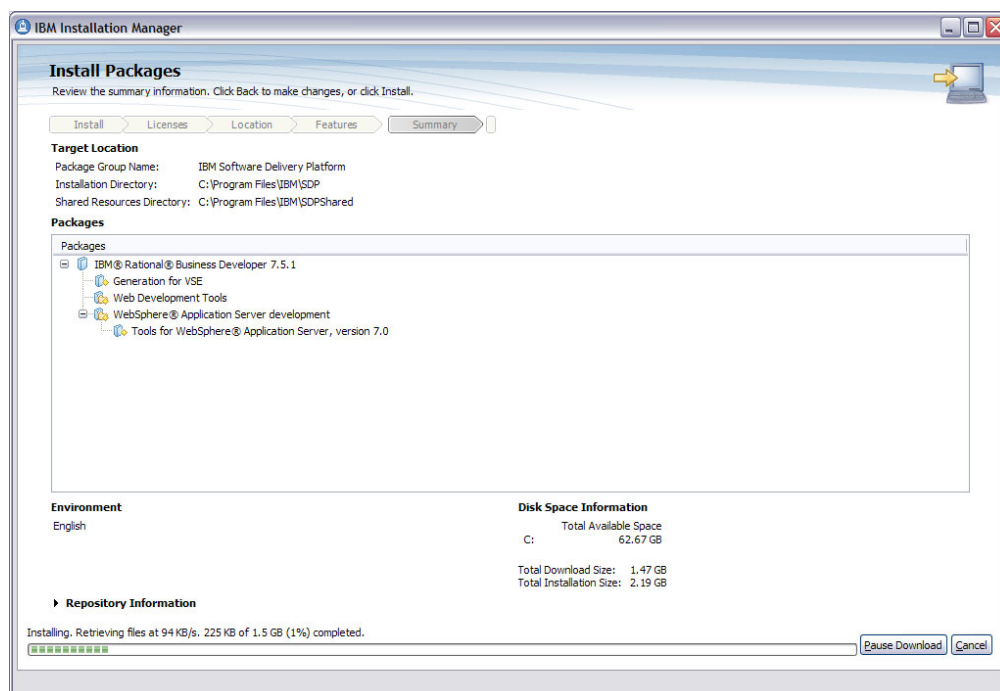 IBM Installation Manager
Install Packages
Review the summary information. Click Back to make changes, or click Install.
Install Licenses Location Features Summary
Target Location
Package Group Name: IBM Software Delivery Platform
Installation Directory: C:\Program Files\IBM\SDP
Shared Resources Directory: C:\Program Files\IBM\SDPShared
Packages
Packages
IBM® Rational® Business Developer 7.5.1
Generation for VSE
Web Development Tools
WebSphere® Application Server development
Tools for WebSphere® Application Server, version 7.0
Environment Disk Space Information
English Total Available Space
C: 62.67 GB
Total Download Size: 1.47 GB
Total Installation Size: 2.19 GB
Repository Information
Installing. Retrieving files at 94 KB/s. 225 KB of 1.5 GB (1%) completed.
Pause Download Cancel